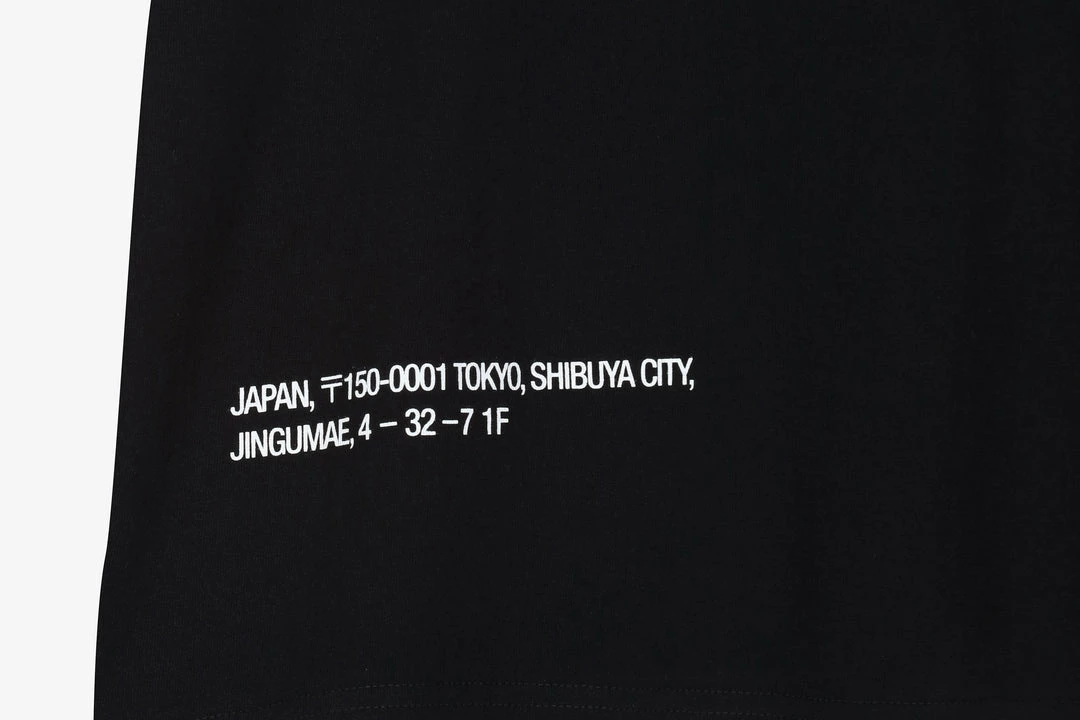 JAPAN, 〒150-0001 TOKYO, SHIBUYA CITY,
JINGUMAE, 4 – 32 –7 1F